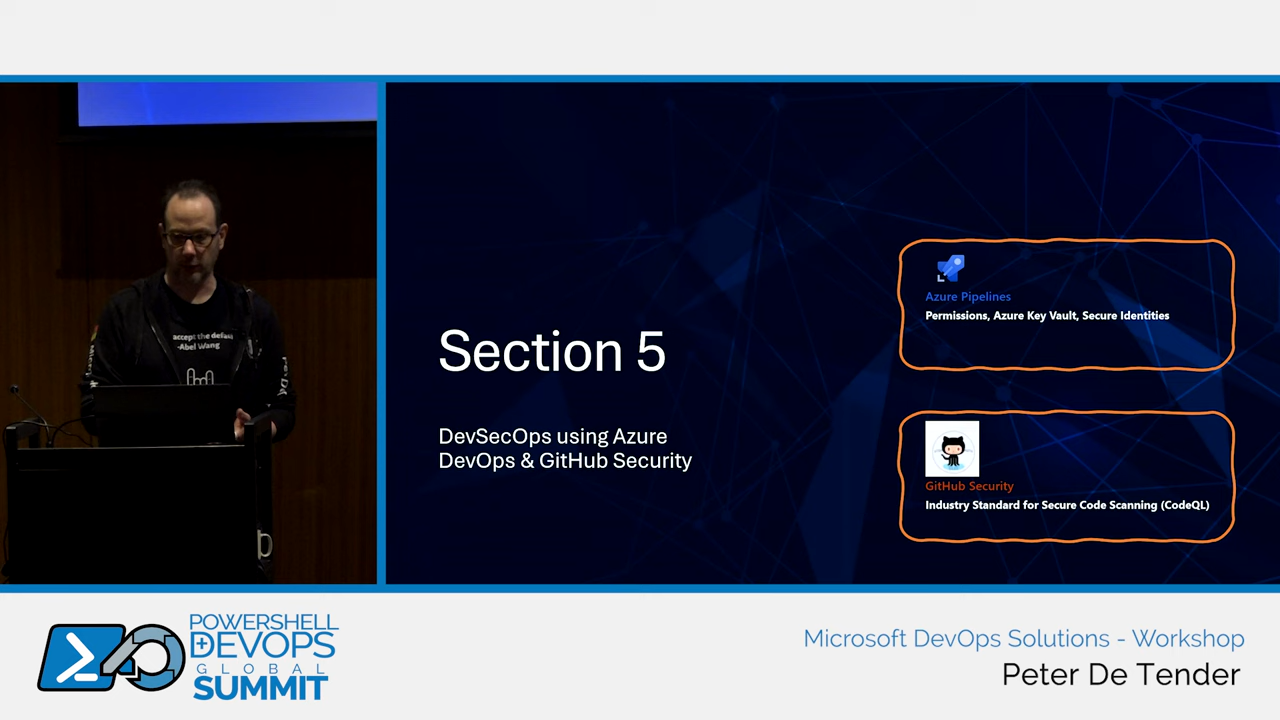 accept the defau
-Abel Wang
Section 5
DevSecOps using Azure
DevOps & GitHub Security
Azure Pipelines
Permissions, Azure Key Vault, Secure Identities
GitHub Security
Industry Standard for Secure Code Scanning (CodeQL)
POWERSHELL
DEVOPS
GLOBAL
SUMMIT
Microsoft DevOps Solutions - Workshop
Peter De Tender